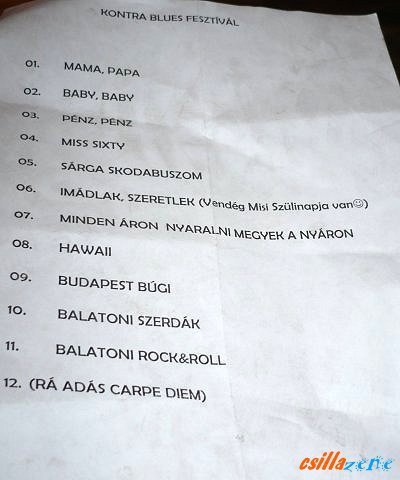 KONTRA BLUES FESZTÍVÁL
01. MAMA, PAPA
02. BABY, BABY
03. PÉNZ, PÉNZ
04. MISS SIXTY
05. SÁRGA SKODABUSZOM
06. IMÁDLAK, SZERETLEK (Vendég Misi Szülinapja van☺)
07. MINDEN ÁRON NYARALNI MEGYEK A NYÁRON
08. HAWAII
09. BUDAPEST BÚGI
10. BALATONI SZERDÁK
11. BALATONI ROCK&ROLL
12. (RÁ ADÁS CARPE DIEM)
csillazene